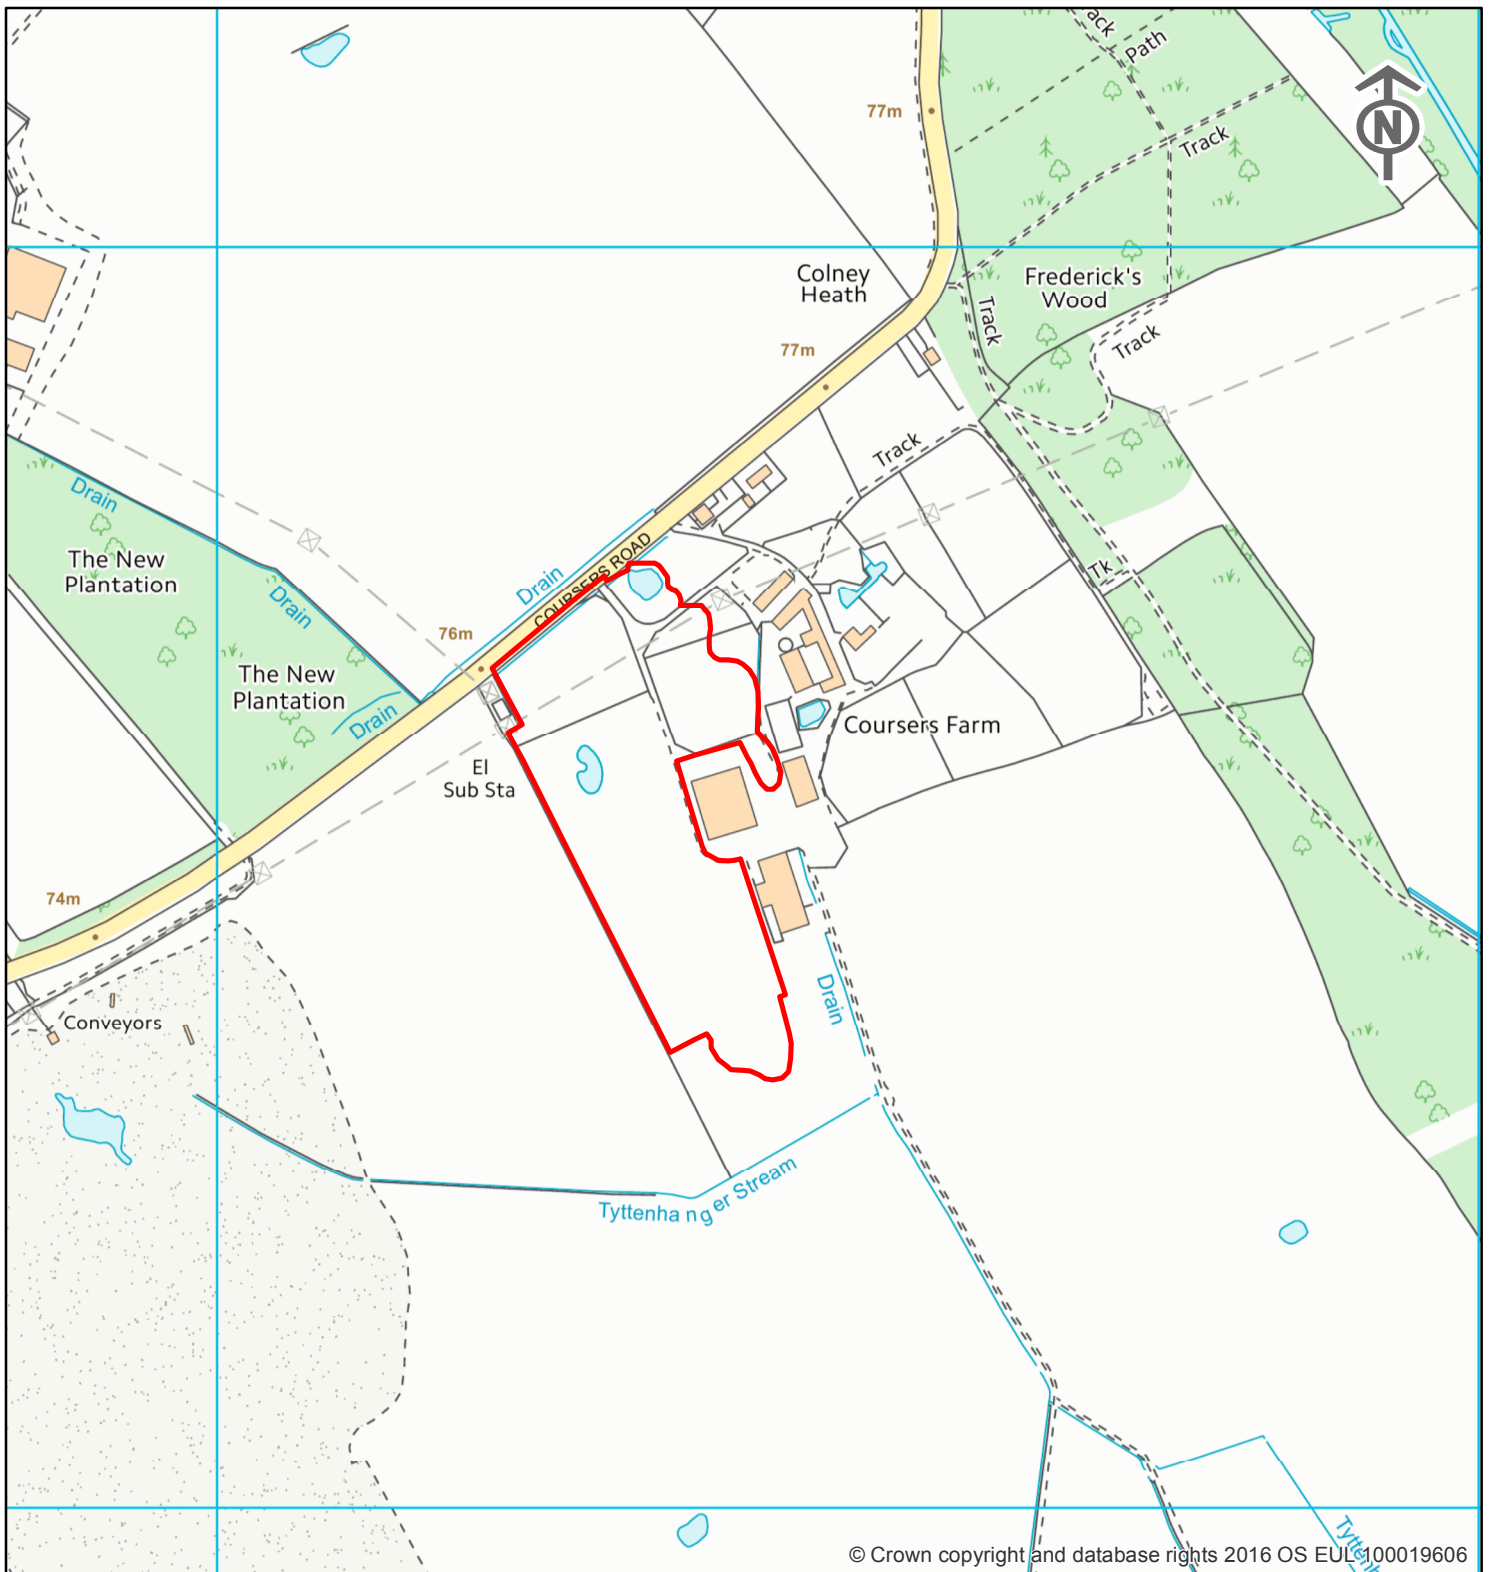 ack
Path
77m
N
Track
Colney
Heath
Frederick's
Wood
Track
Track
77m
Track
Drain
The New
Plantation
Drain
Drain
COURSERS ROAD
Tk
76m
The New
Plantation
Drain
Coursers Farm
El
Sub Sta
74m
Drain
Conveyors
Tyttenhanger Stream
Tyttenh
© Crown copyright and database rights 2016 OS EUL 100019606